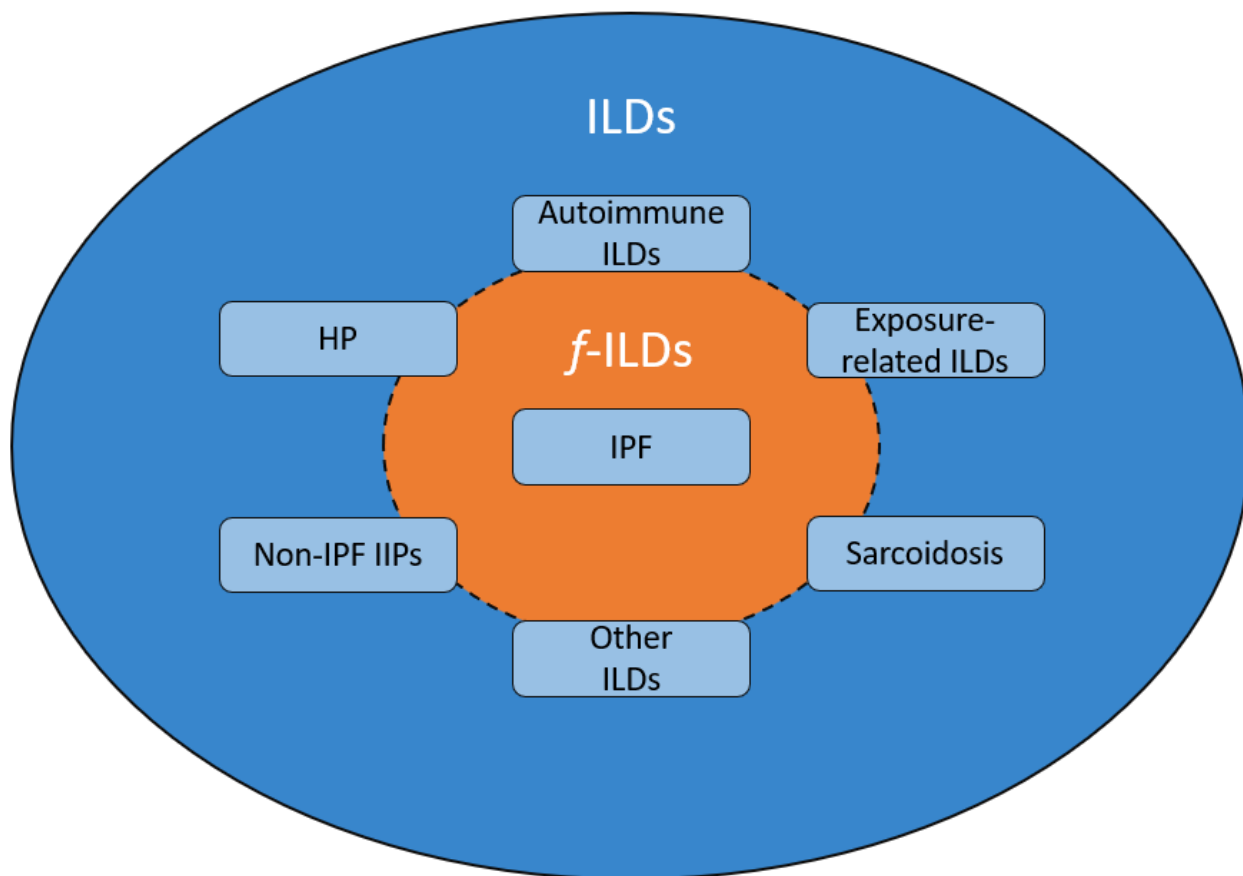 ILDs
Autoimmune
ILDs
HP
f-ILDs
Exposure-
related ILDs
IPF
Non-IPF IIPs
Sarcoidosis
Other
ILDs